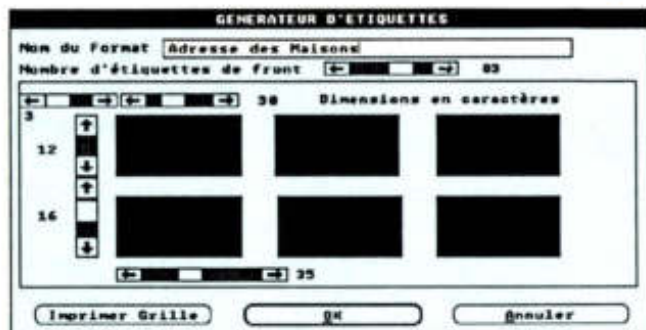 GENERATEUR D'ETIQUETTES
Nom du Format Adresse des Maisons
Nombre d'étiquettes de front 03
30 Dimensions en caractères
3
12
16
35
Imprimer Grille OK Annuler